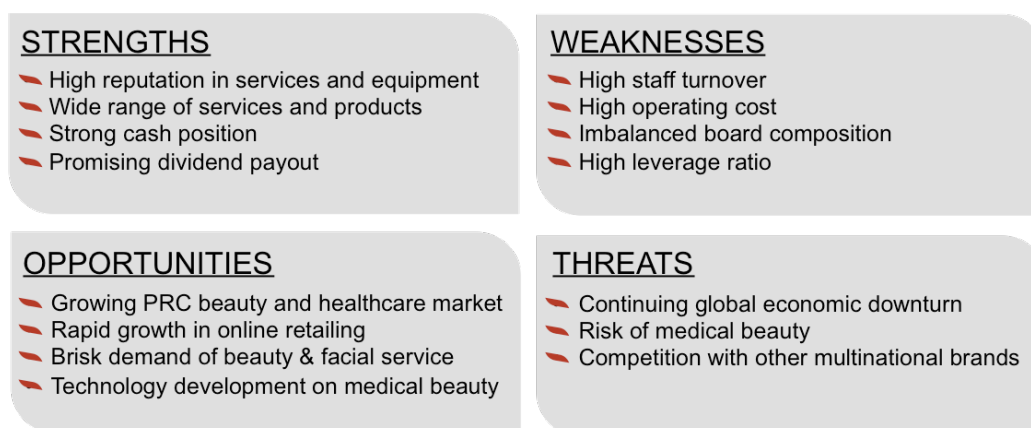 STRENGTHS
High reputation in services and equipment
Wide range of services and products
Strong cash position
Promising dividend payout
WEAKNESSES
High staff turnover
High operating cost
Imbalanced board composition
High leverage ratio
OPPORTUNITIES
Growing PRC beauty and healthcare market
Rapid growth in online retailing
Brisk demand of beauty & facial service
Technology development on medical beauty
THREATS
Continuing global economic downturn
Risk of medical beauty
Competition with other multinational brands